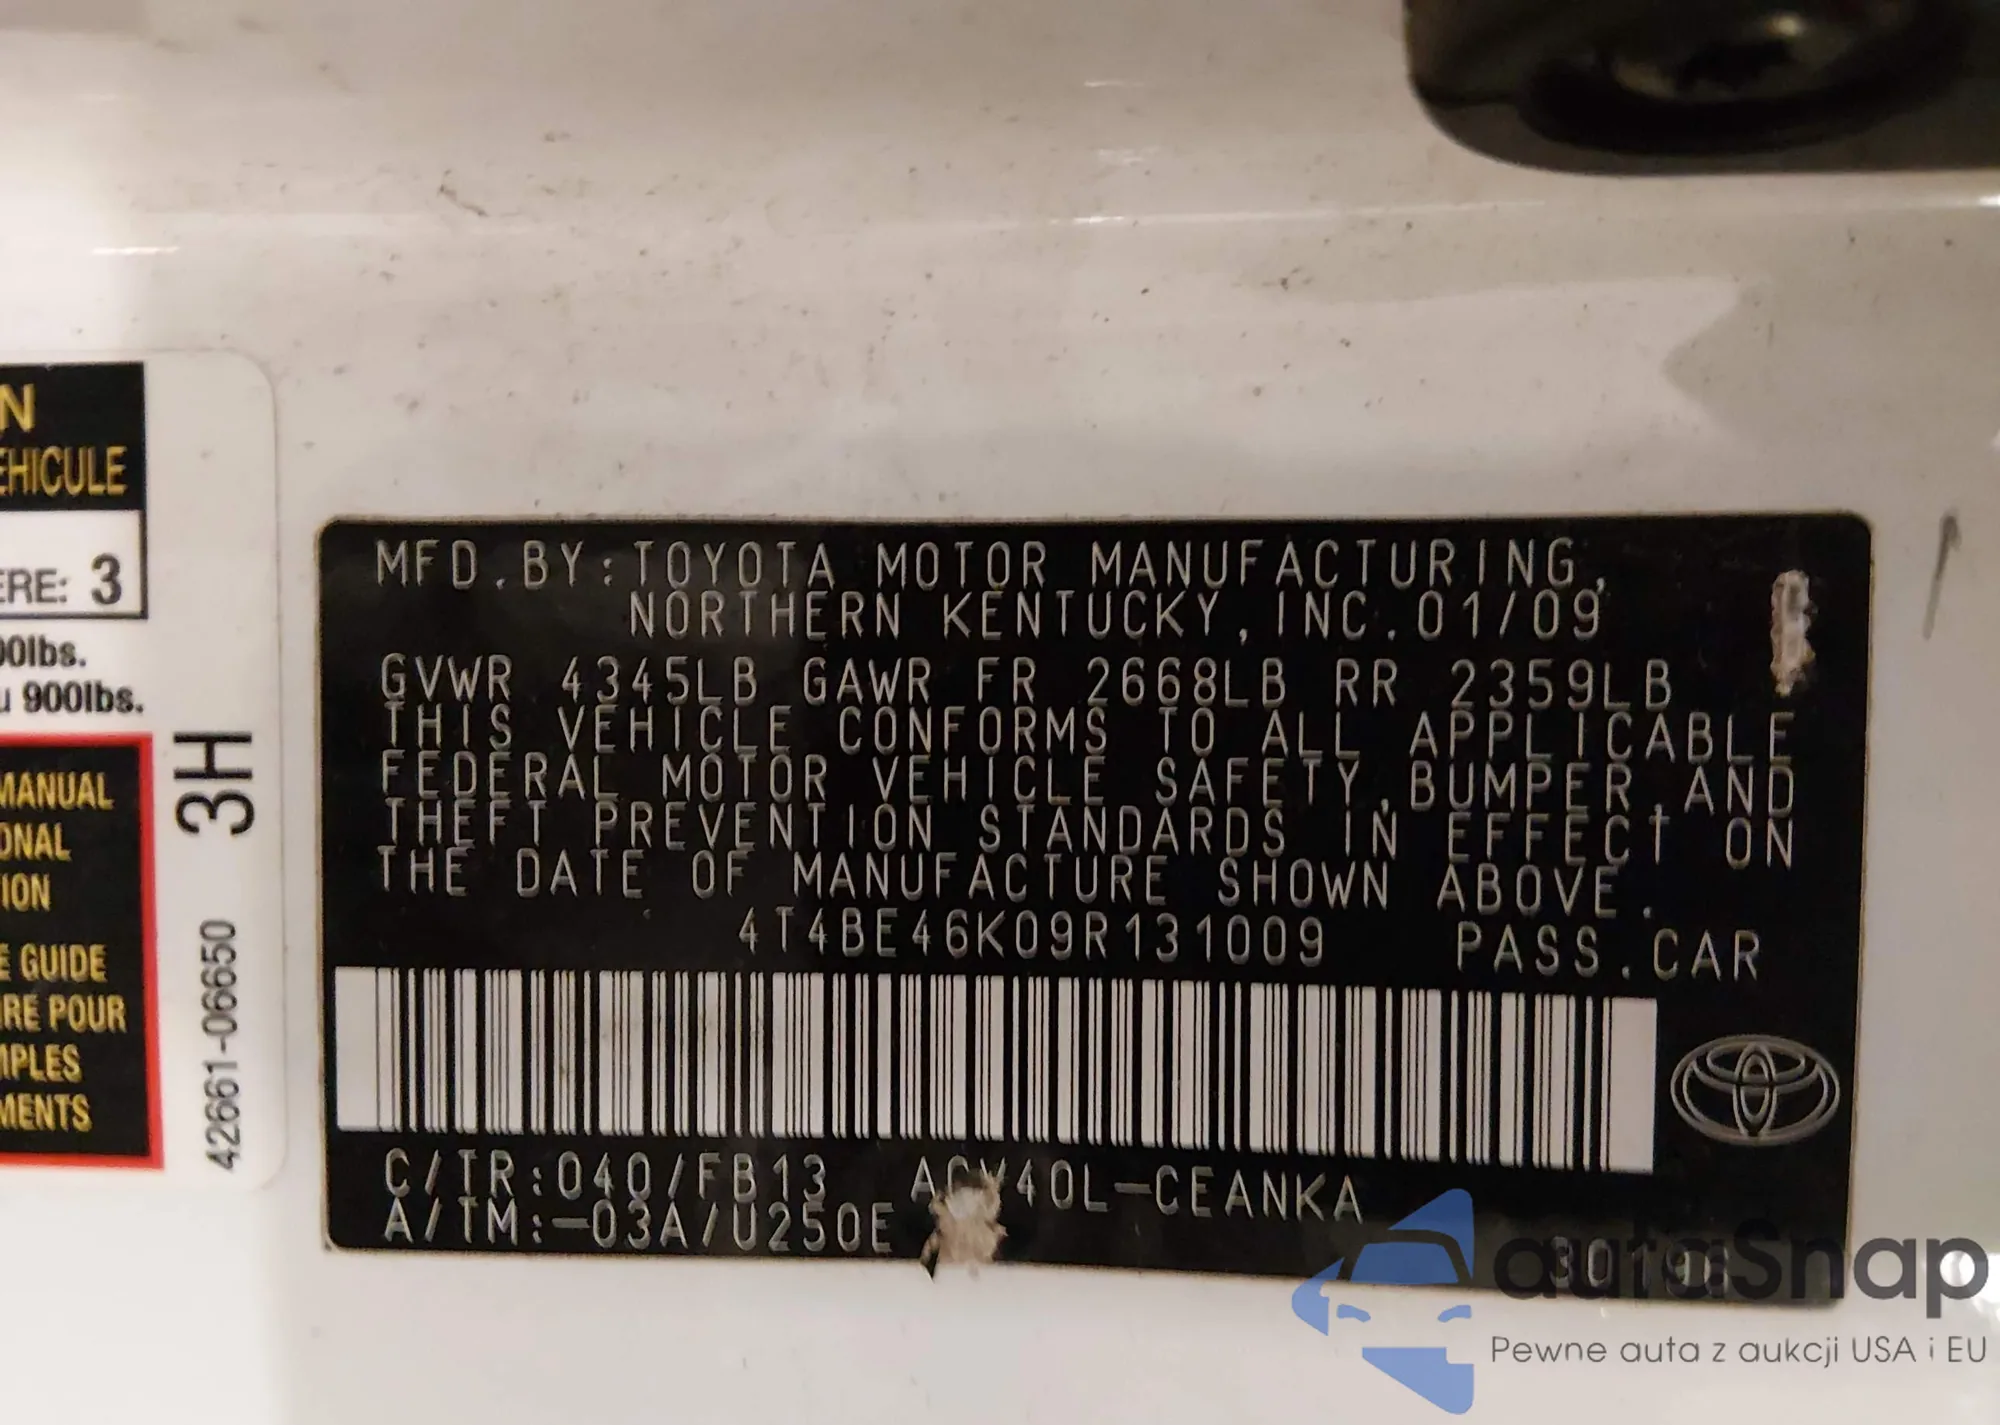 N
EHICULE
ERE: 3
00lbs.
u 900lbs.
MANUAL
ONAL
ION
E GUIDE
IRE POUR
MPLES
MENTS
3H
42661-06650
MFD.BY:TOYOTA MOTOR MANUFACTURING,
NORTHERN KENTUCKY,INC.01/09
GVWR 4345LB GAWR FR 2668LB RR 2359LB
THIS VEHICLE CONFORMS TO ALL APPLICABLE
FEDERAL MOTOR VEHICLE SAFETY,BUMPER,AND
THEFT PREVENTION STANDARDS IN EFFECT ON
THE DATE OF MANUFACTURE SHOWN ABOVE.
4T4BE46K09R131009 PASS.CAR
C/TR:040/FB13 ACV40L-CEANKA
A/TM:-03A/U250E
autoSnap
Pewne auta z aukcji USA i EU